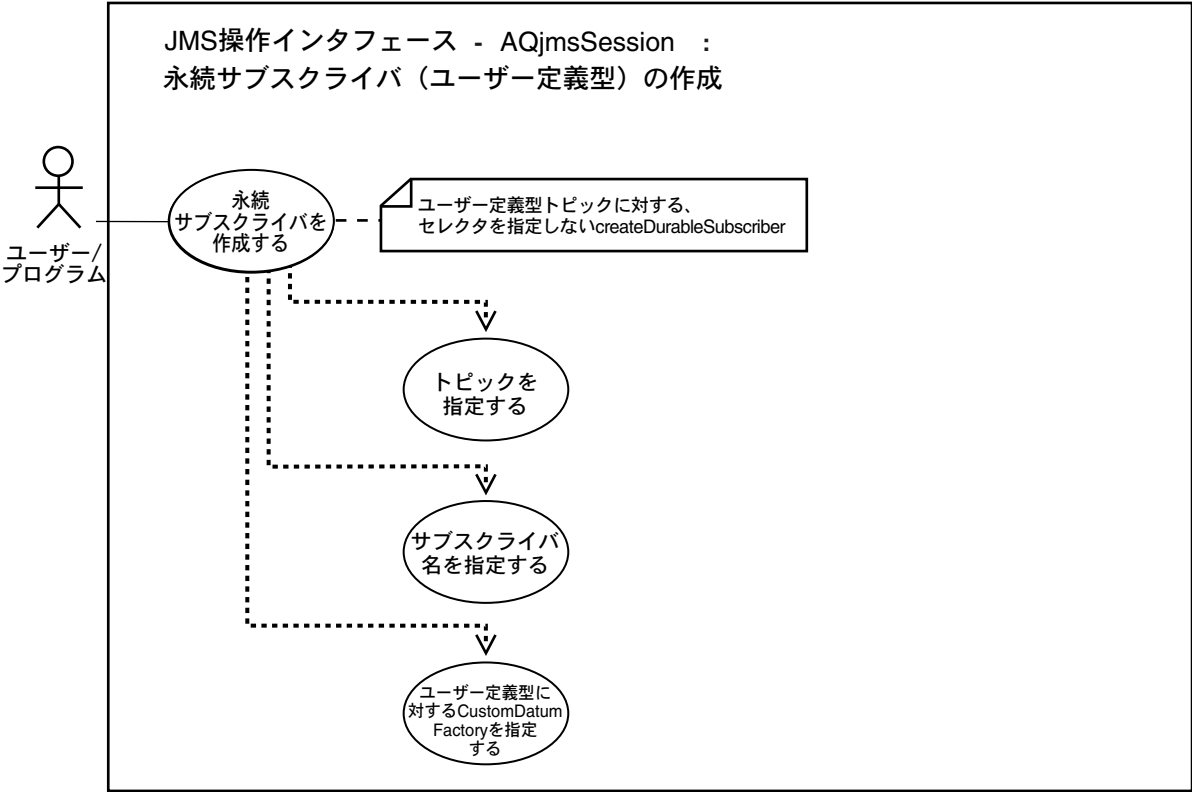 JMS操作インタフェース - AQjmsSession :
永続サブスクライバ（ユーザー定義型）の作成
ユーザー/
プログラム
永続
サブスクライバを
作成する
ユーザー定義型トピックに対する、
セレクタを指定しないcreateDurableSubscriber
トピックを
指定する
サブスクライバ
名を指定する
ユーザー定義型に
対するCustomDatum
Factoryを指定
する